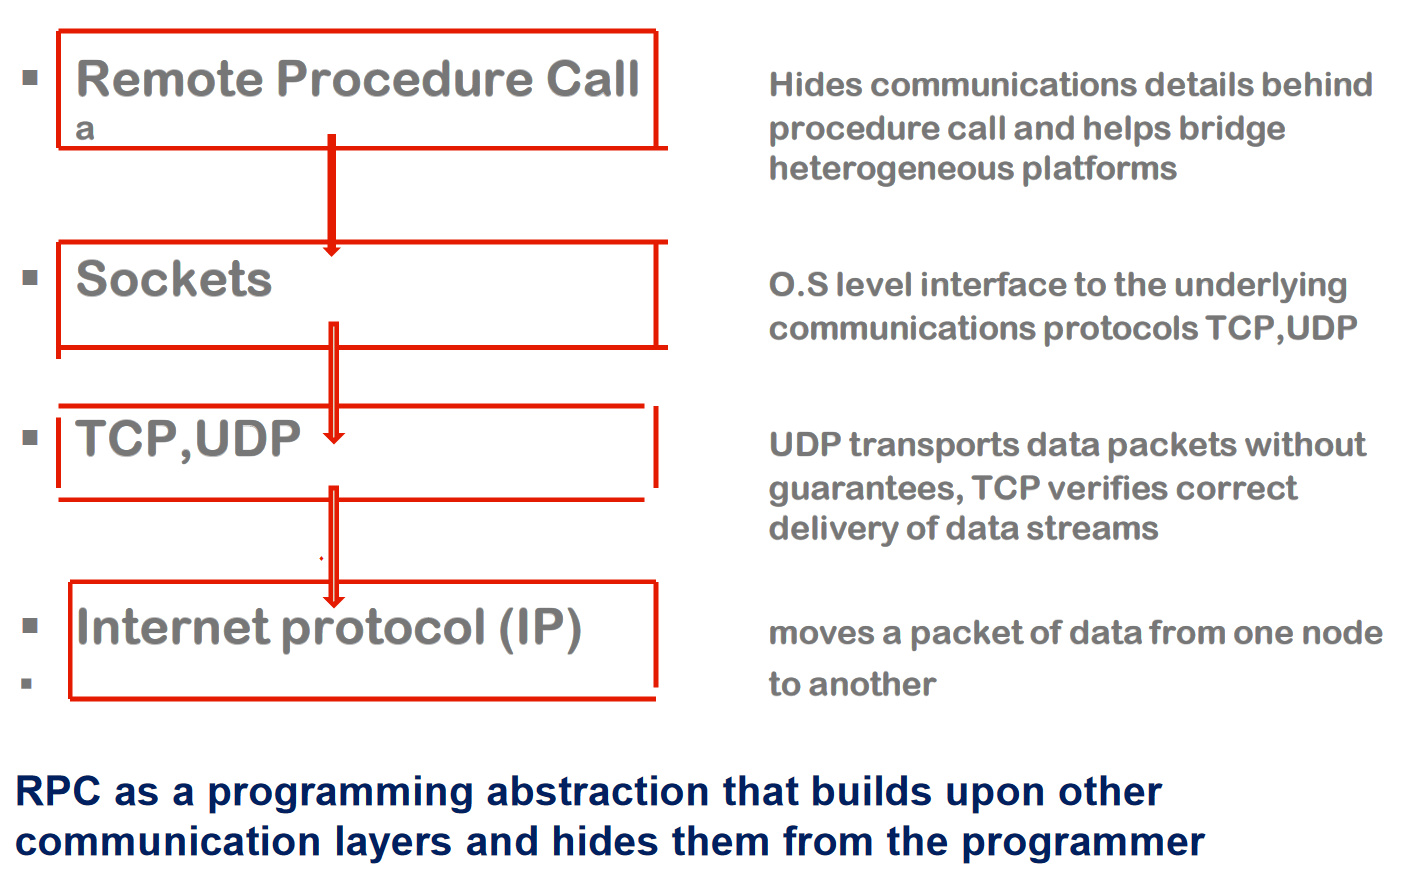 ▪ Remote Procedure Call
a
Hides communications details behind
procedure call and helps bridge
heterogeneous platforms
▪ Sockets
O.S level interface to the underlying
communications protocols TCP,UDP
▪ TCP,UDP
UDP transports data packets without
guarantees, TCP verifies correct
delivery of data streams
▪ Internet protocol (IP)
▪
moves a packet of data from one node
to another
RPC as a programming abstraction that builds upon other
communication layers and hides them from the programmer